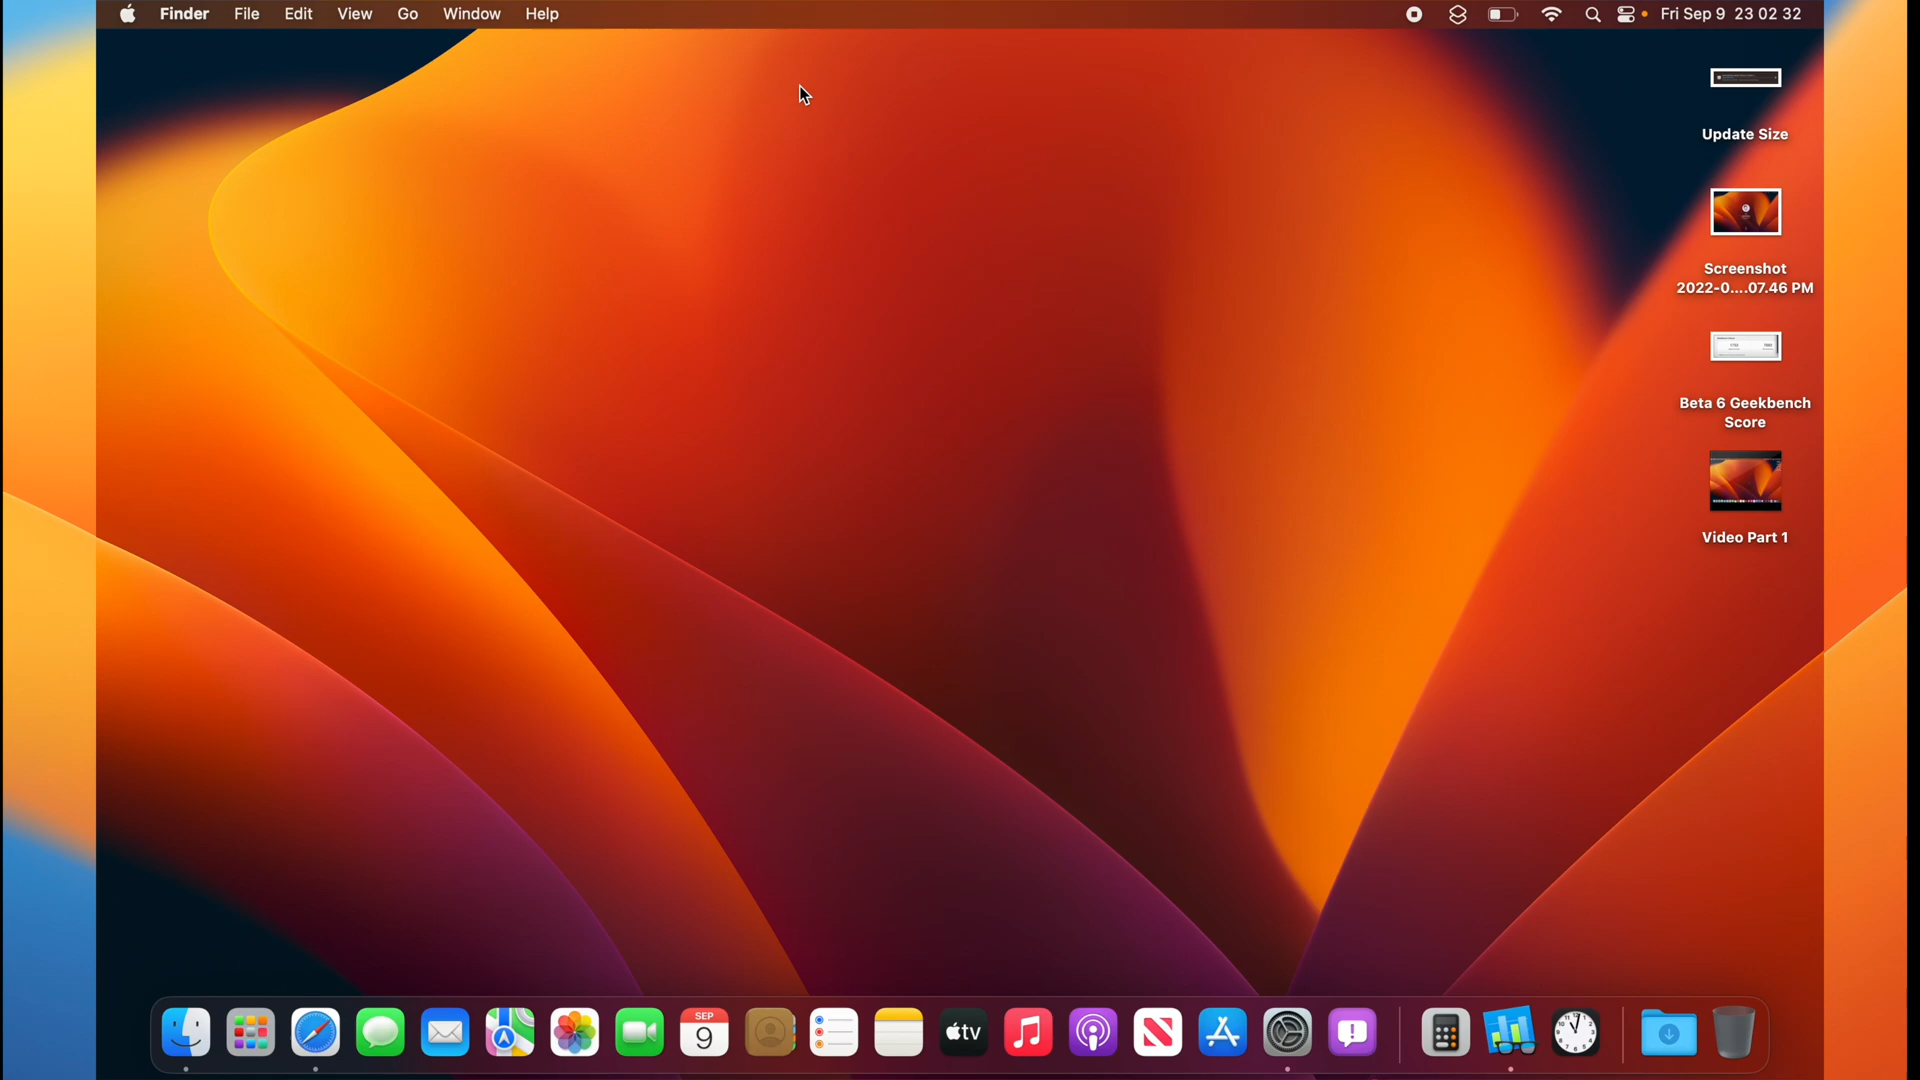 Finder File Edit View Go Window Help Fri Sep 9 23 02 32
Update Size
Screenshot
2022-0....07.46 PM
Beta 6 Geekbench
Score
Video Part 1
SEP
9
tv